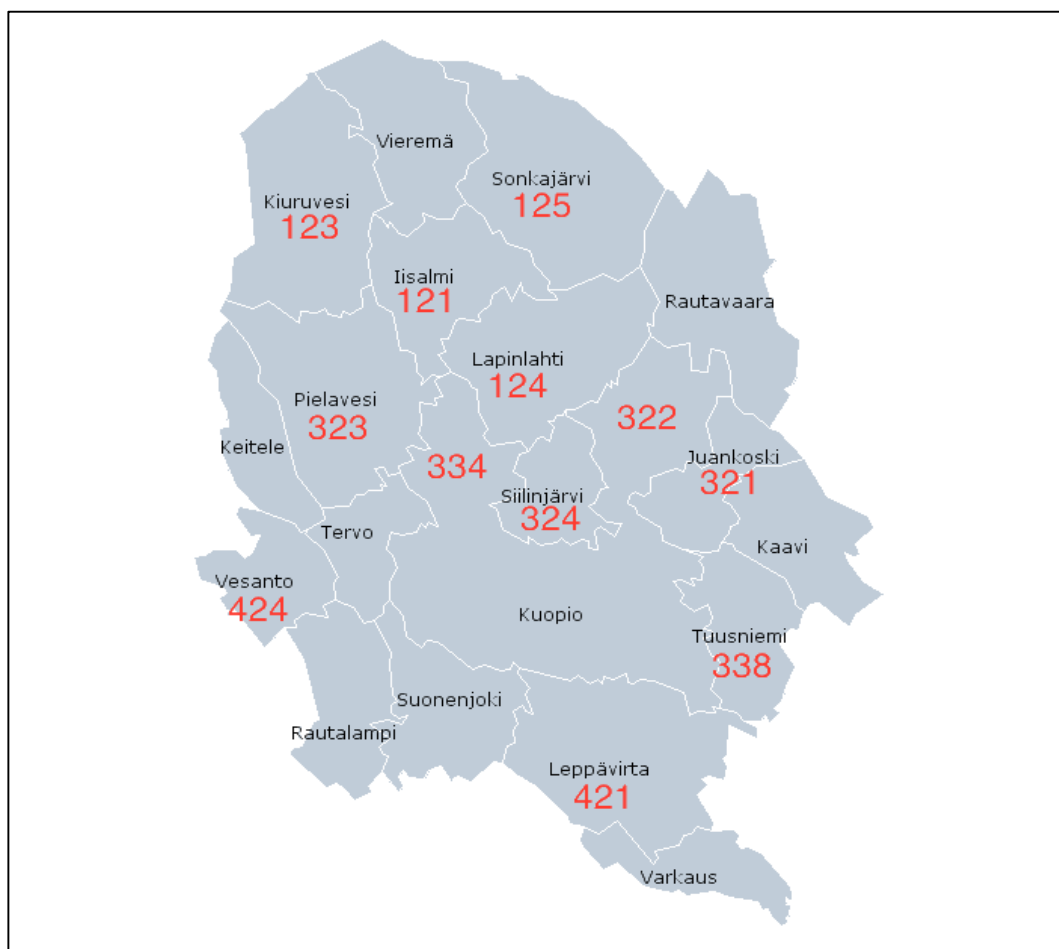 Vieremä
Sonkajärvi
125
Kiuruvesi
123
Iisalmi
121
Rautavaara
Lapinlahti
124
Pielavesi
323
322
Keitele
334
Juankoski
321
Siilinjärvi
324
Tervo
Kaavi
Vesanto
424
Kuopio
Tuusniemi
338
Suonenjoki
Rautalampi
Leppävirta
421
Varkaus